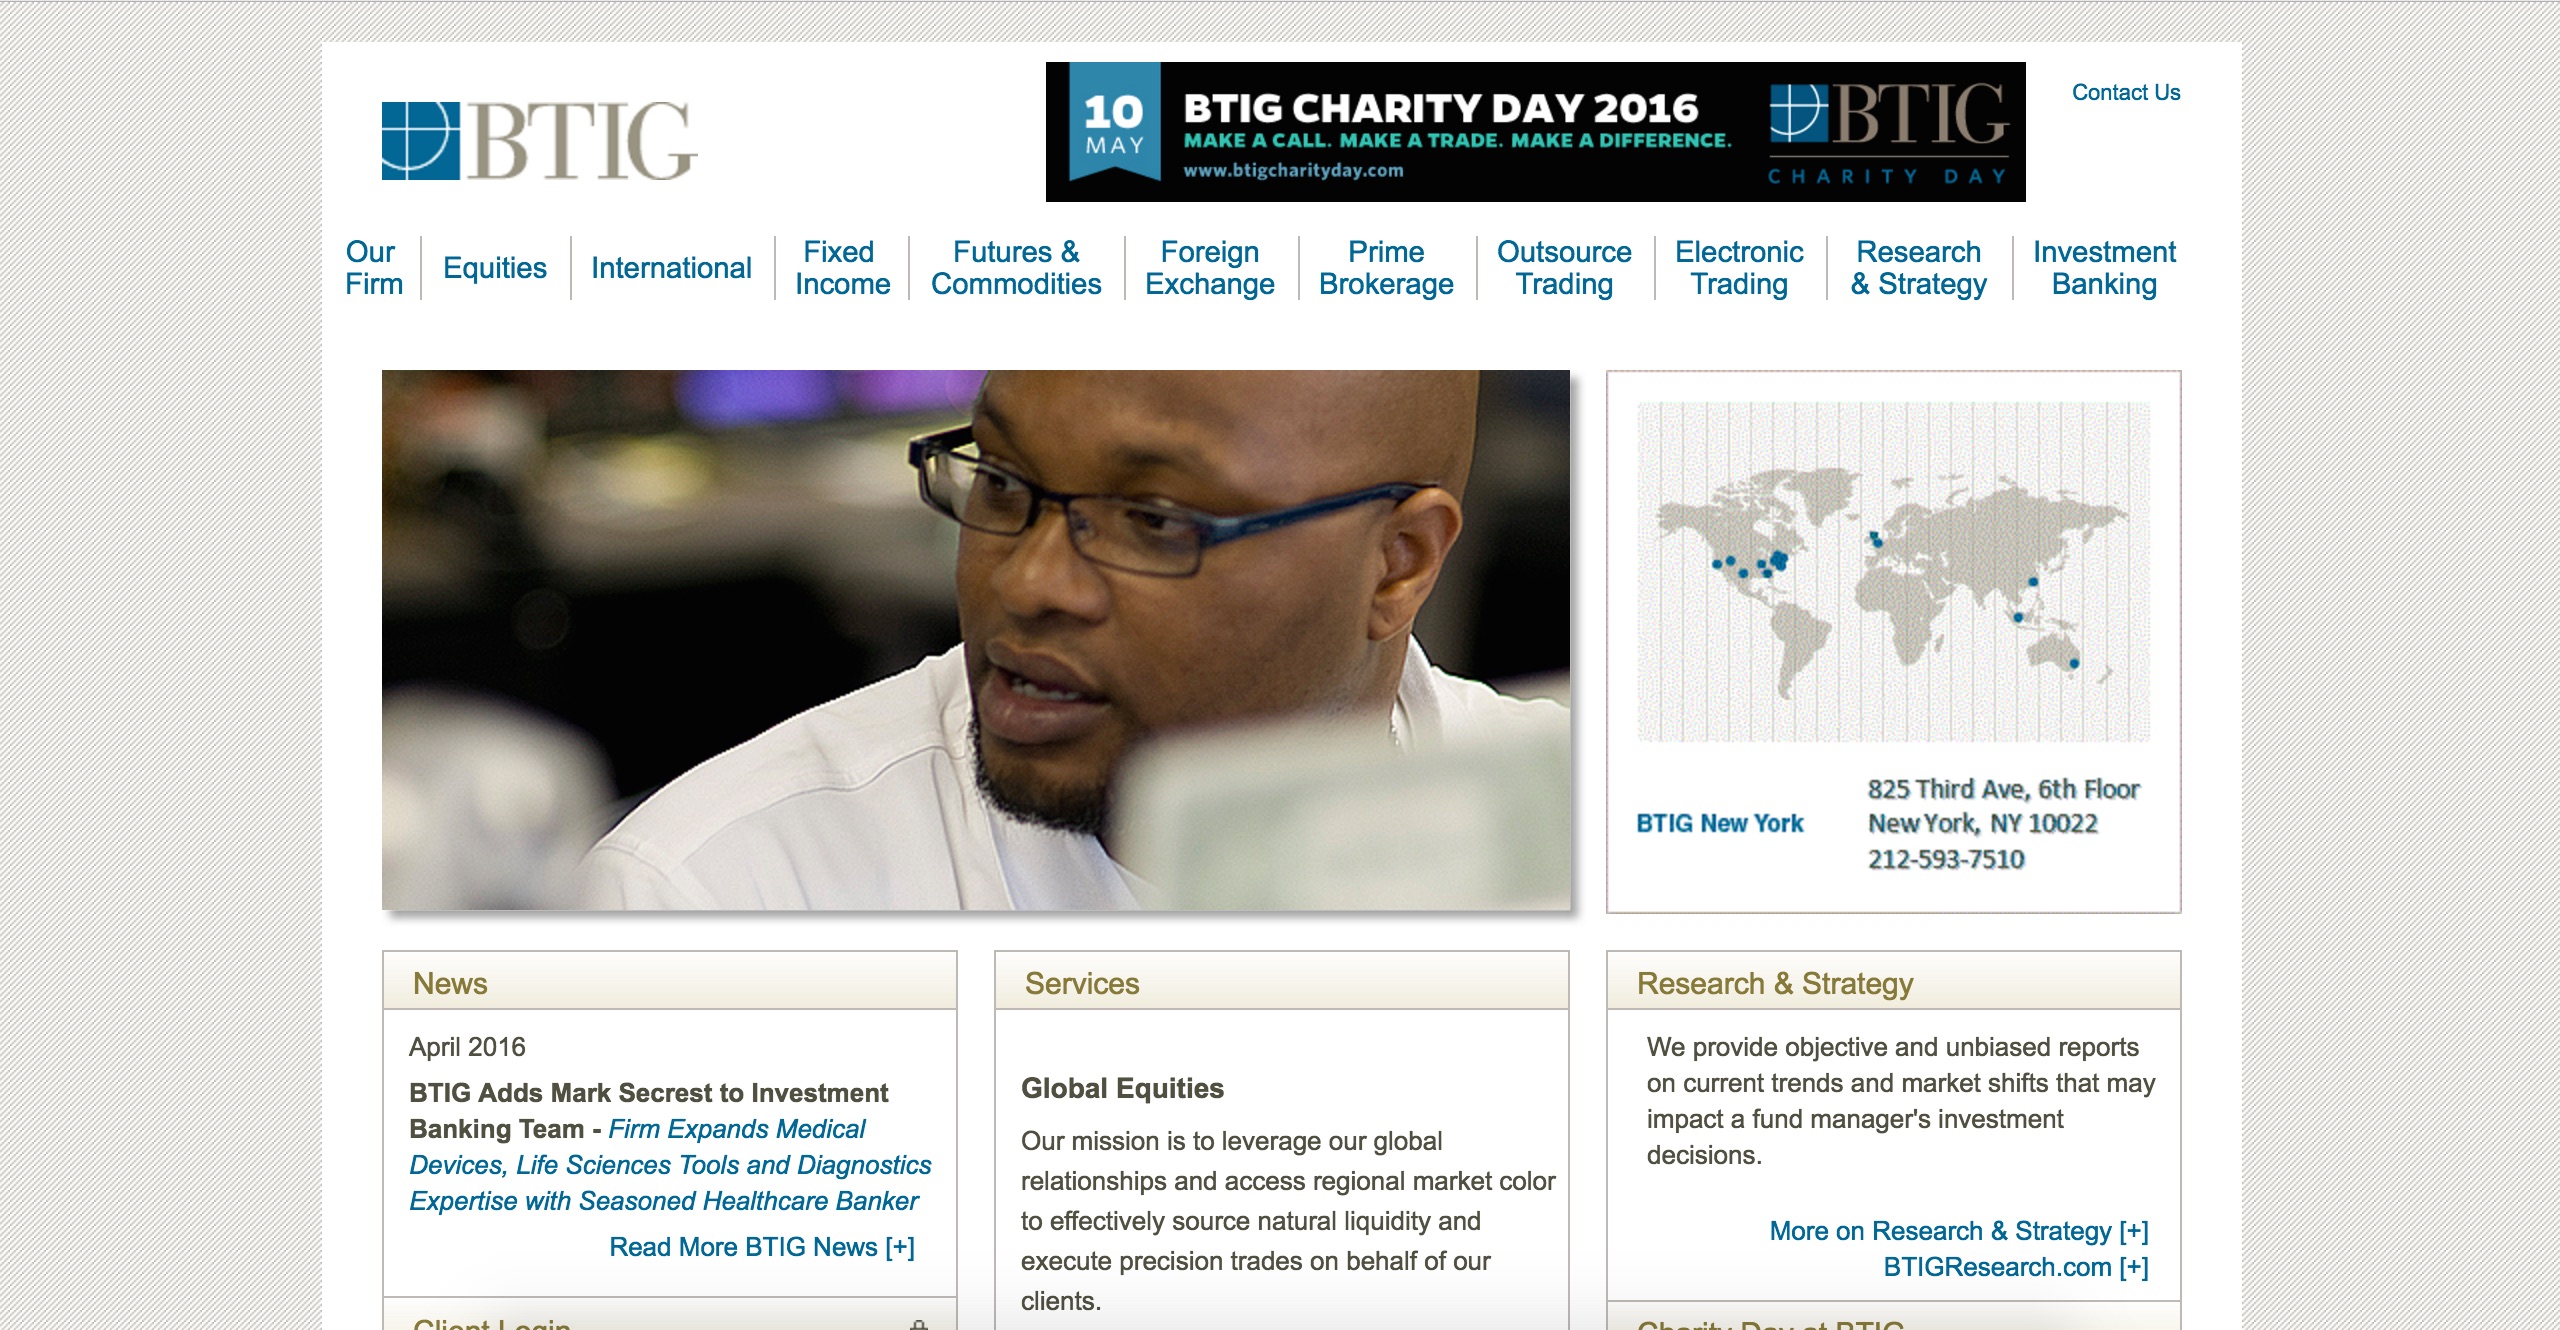 BTIG
10
MAY
BTIG CHARITY DAY 2016
MAKE A CALL. MAKE A TRADE. MAKE A DIFFERENCE.
www.btigcharityday.com
BTIG
CHARITY DAY
Contact Us
Our Firm
Equities
International
Fixed Income
Futures & Commodities
Foreign Exchange
Prime Brokerage
Outsource Trading
Electronic Trading
Research & Strategy
Investment Banking
BTIG New York
825 Third Ave, 6th Floor
New York, NY 10022
212-593-7510
News
April 2016
BTIG Adds Mark Secrest to Investment
Banking Team - Firm Expands Medical
Devices, Life Sciences Tools and Diagnostics
Expertise with Seasoned Healthcare Banker
Read More BTIG News [+]
Client Login
Services
Global Equities
Our mission is to leverage our global
relationships and access regional market color
to effectively source natural liquidity and
execute precision trades on behalf of our
clients.
Research & Strategy
We provide objective and unbiased reports
on current trends and market shifts that may
impact a fund manager's investment
decisions.
More on Research & Strategy [+]
BTIGResearch.com [+]
Charity Day at BTIG